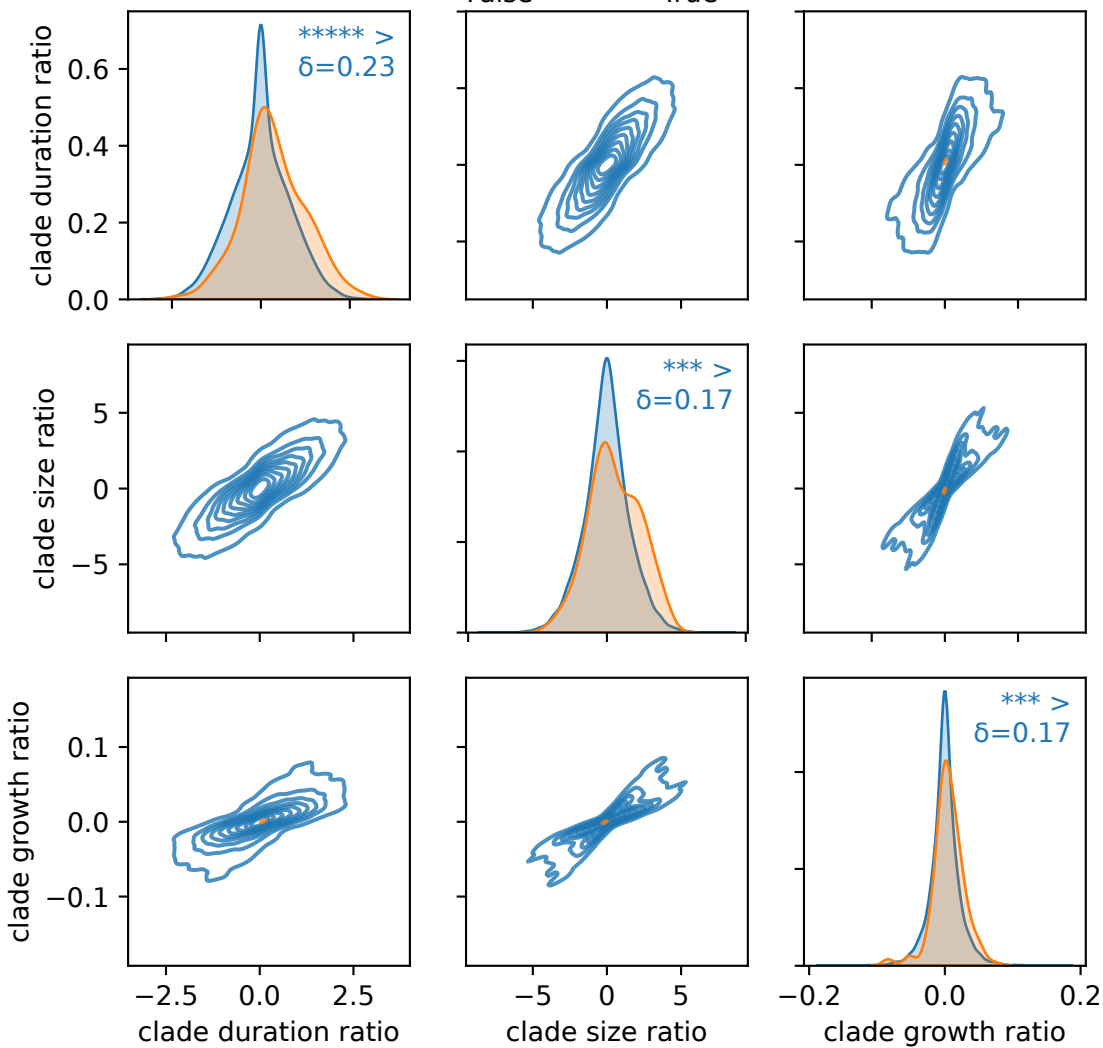 True
***** >
δ=0.23
clade duration ratio
0.6
0.4
0.2
0.0
*** >
δ=0.17
clade size ratio
5
0
−5
*** >
δ=0.17
clade growth ratio
0.1
0.0
−0.1
−2.5 0.0 2.5
−5 0 5
−0.2 0.0 0.2
clade duration ratio
clade size ratio
clade growth ratio